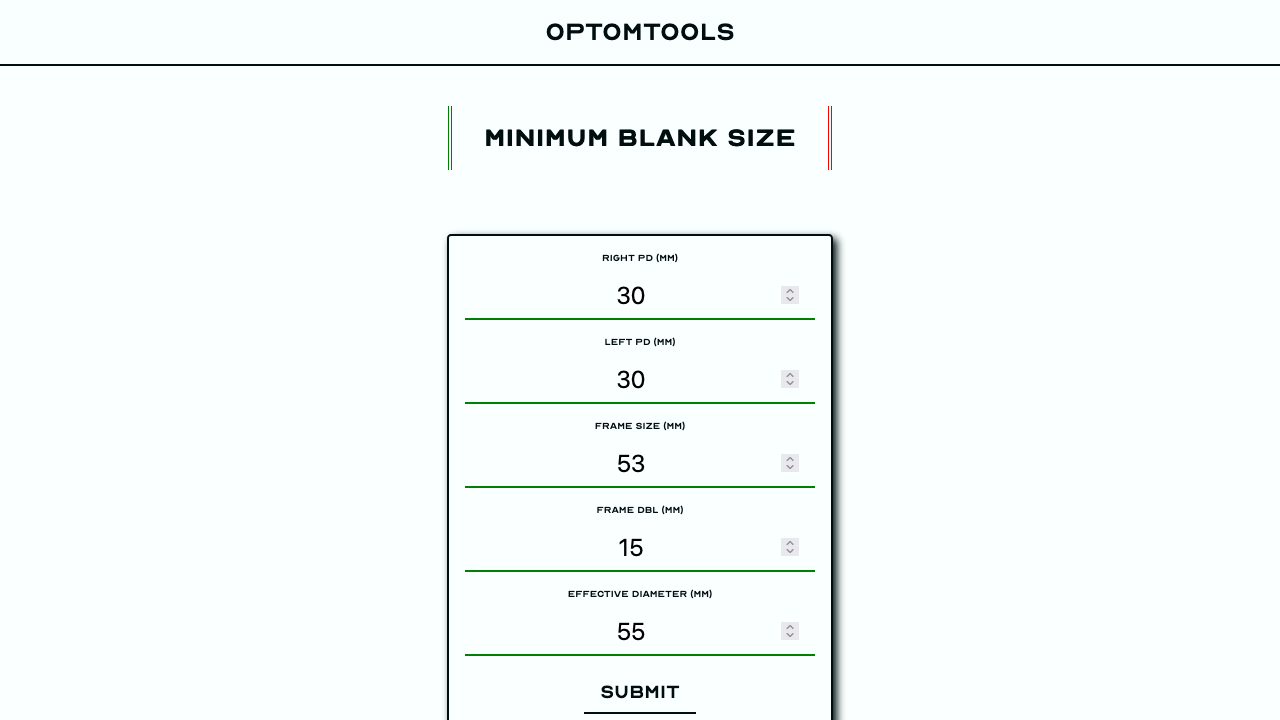 OPTOMTOOLS
MINIMUM BLANK SIZE
RIGHT PD (MM)
30
LEFT PD (MM)
30
FRAME SIZE (MM)
53
FRAME DBL (MM)
15
EFFECTIVE DIAMETER (MM)
55
SUBMIT